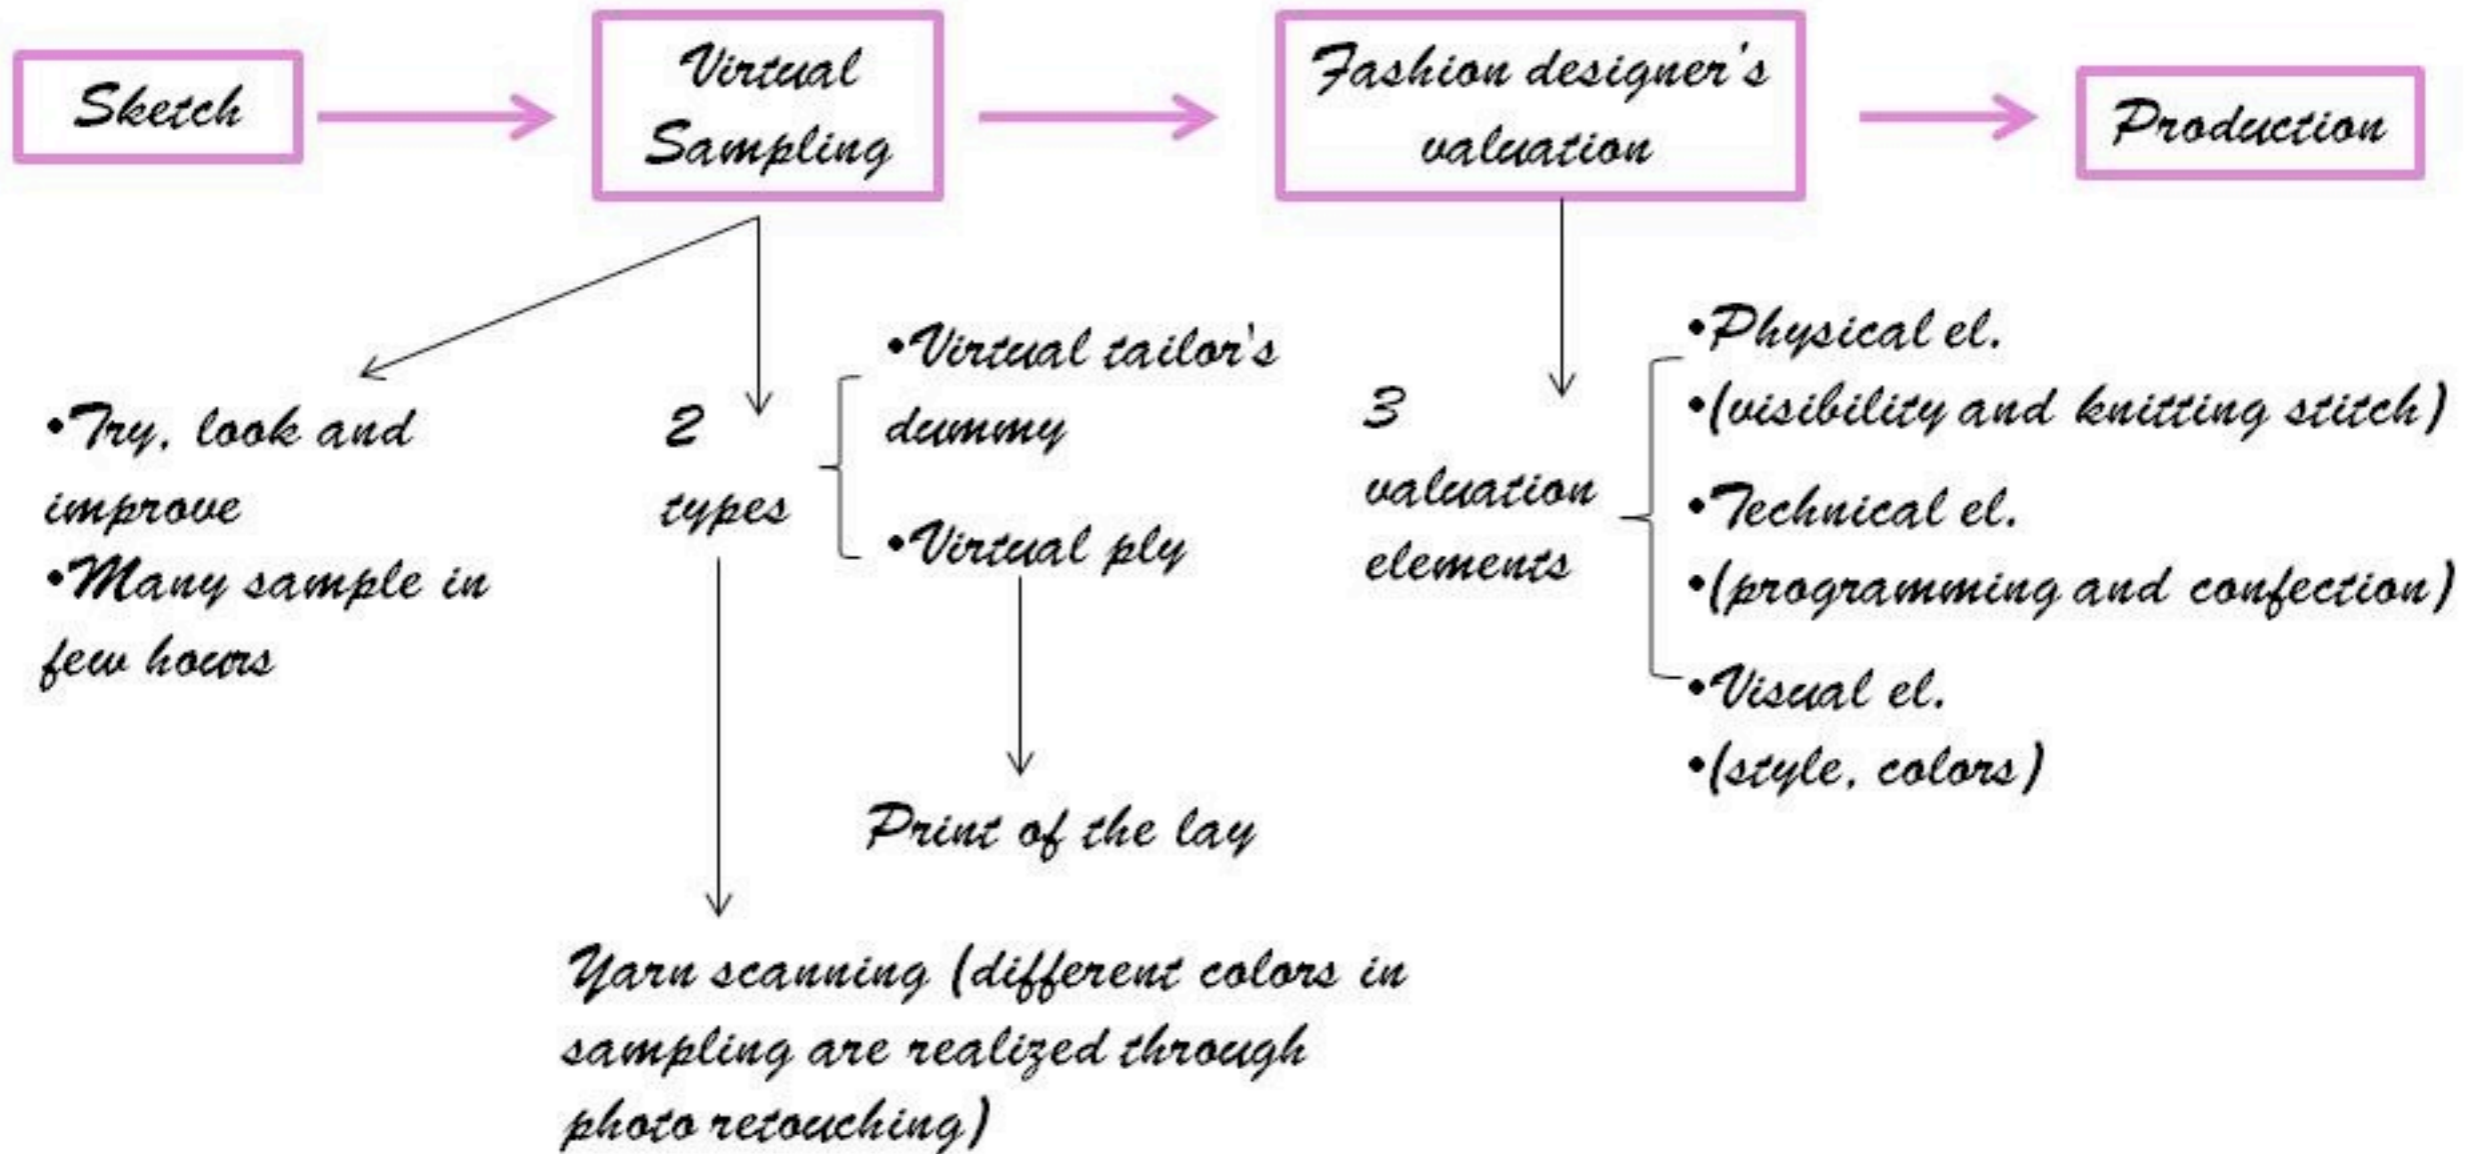 Sketch
Virtual
Sampling
Fashion designer's
valuation
Production
•Try, look and
improve
•Many sample in
few hours
2
types
•Virtual tailor's
dummy
•Virtual ply
Print of the lay
Yarn scanning (different colors in
sampling are realized through
photo retouching)
3
valuation
elements
•Physical el.
•(visibility and knitting stitch)
•Technical el.
•(programming and confection)
•Visual el.
•(style, colors)